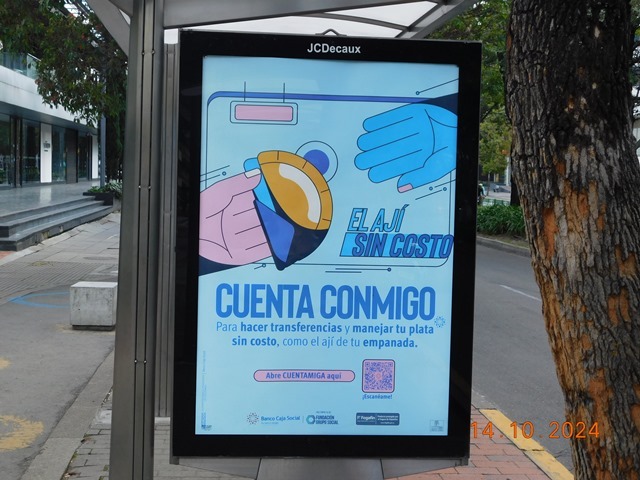 JCDecaux
EL AJÍ
SIN COSTO
CUENTA CONMIGO
Para hacer transferencias y manejar tu plata
sin costo, como el ají de tu empanada.
Abre CUENTAMIGA aquí
¡Escanéame!
Banco Caja Social
FUNDACIÓN
GRUPO SOCIAL
Fogafín
14.10.2024